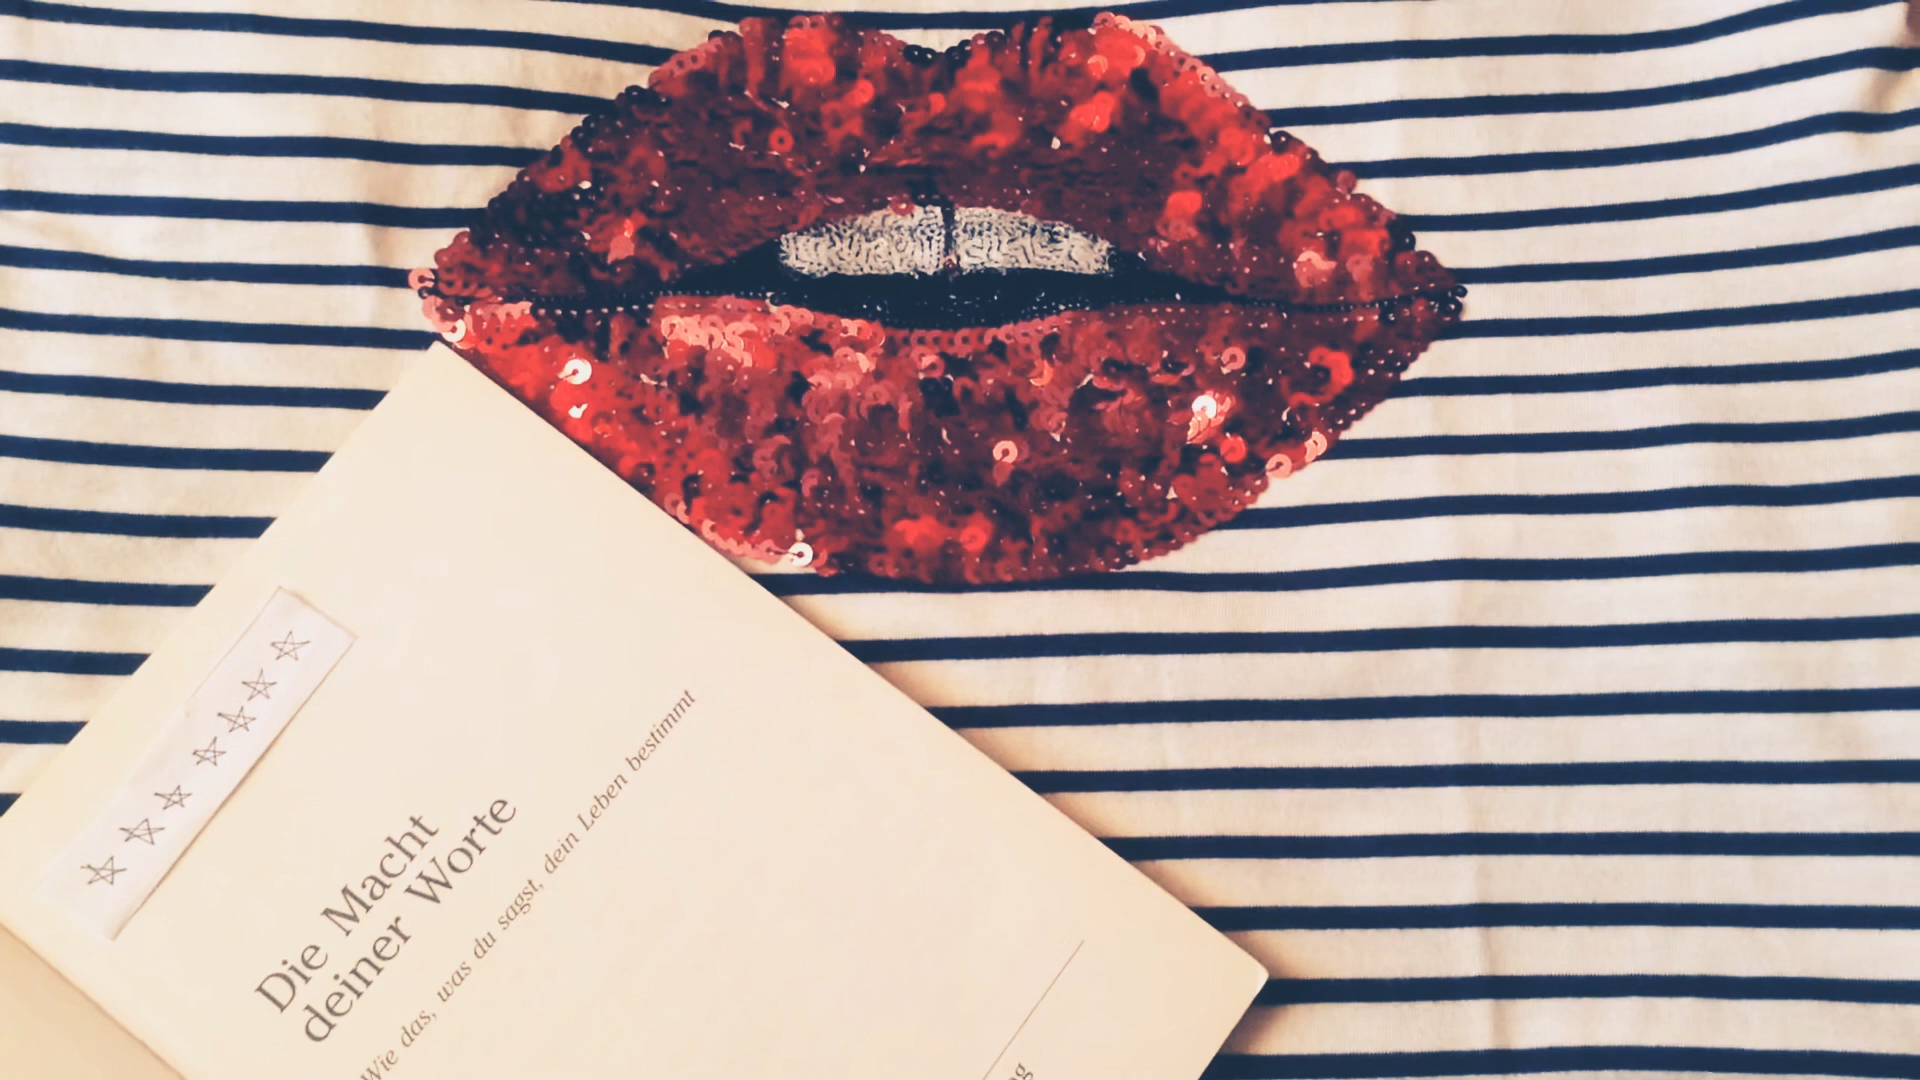 Die Macht
deiner Worte
Wie das, was du sagst, dein Leben bestimmt